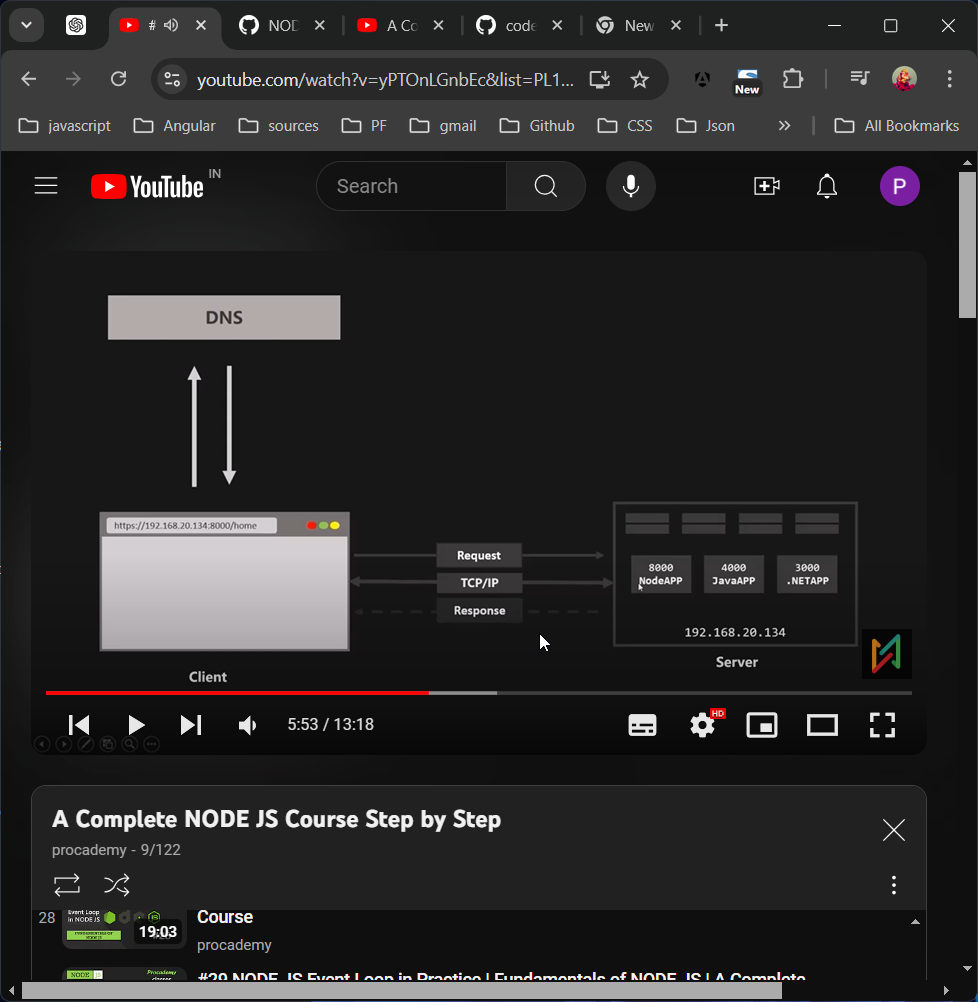 #
NOD
A Co
code
New
youtube.com/watch?v=yPTOnLGnbEc&list=PL1...
New
javascript
Angular
sources
PF
gmail
Github
CSS
Json
All Bookmarks
YouTube
IN
Search
P
DNS
https://192.168.20.134:8000/home
Request
TCP/IP
Response
8000
NodeAPP
4000
JavaAPP
3000
.NETAPP
192.168.20.134
Client
Server
5:53 / 13:18
HD
A Complete NODE JS Course Step by Step
procademy - 9/122
28
Event Loop
in NODE JS
19:03
Course
procademy
NODE JS
Procademy
#29 NODE JS Event Loop in Practice | Fundamentals of NODE JS | A Complete